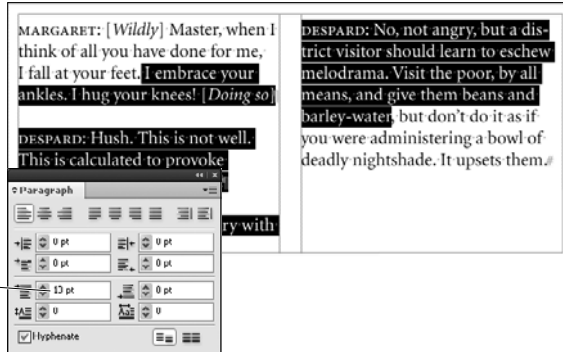 MARGARET: [Wildly] Master, when I
think of all you have done for me,
I fall at your feet. I embrace your
ankles. I hug your knees! [Doing so]
DESPARD: Hush. This is not well.
This is calculated to provoke
ry with
DESPARD: No, not angry, but a dis-
trict visitor should learn to eschew
melodrama. Visit the poor, by all
means, and give them beans and
barley-water, but don't do it as if
you were administering a bowl of
deadly nightshade. It upsets them.
Paragraph
0 pt
0 pt
0 pt
0 pt
13 pt
0 pt
0
0
Hyphenate